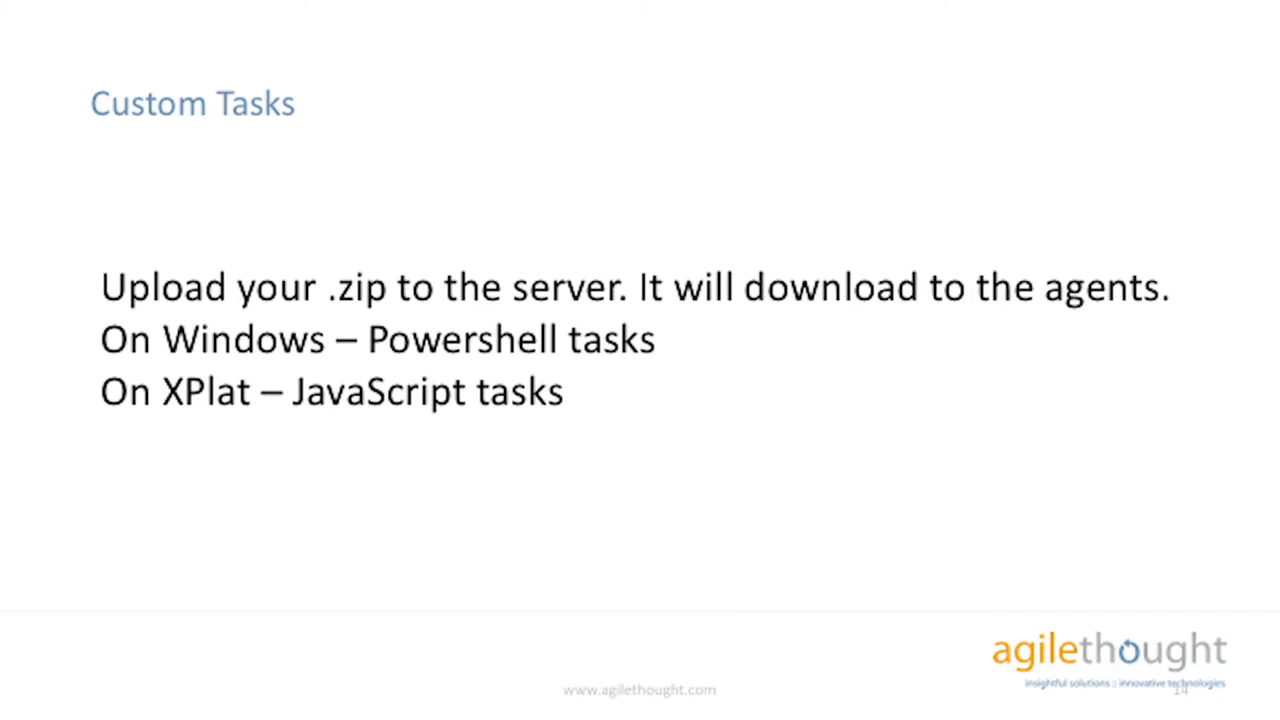 Custom Tasks
Upload your .zip to the server. It will download to the agents.
On Windows – Powershell tasks
On XPlat – JavaScript tasks
agilethought
insightful solutions :: innovative technologies
www.agilethought.com
14